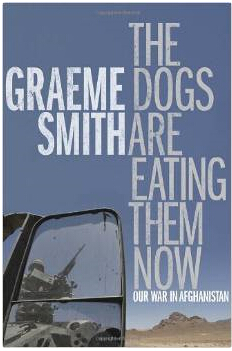 THE
GRAEME DOGS
SMITH ARE
EATING
THEM
NOW
OUR WAR IN AFGHANISTAN